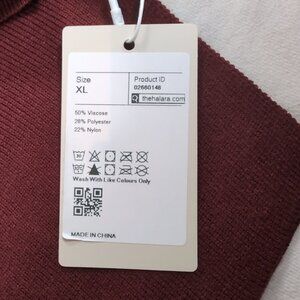 Size
XL
Product ID
02660148
thehalara.com
50% Viscose
28% Polyester
22% Nylon
Wash With Like Colours Only
MADE IN CHINA